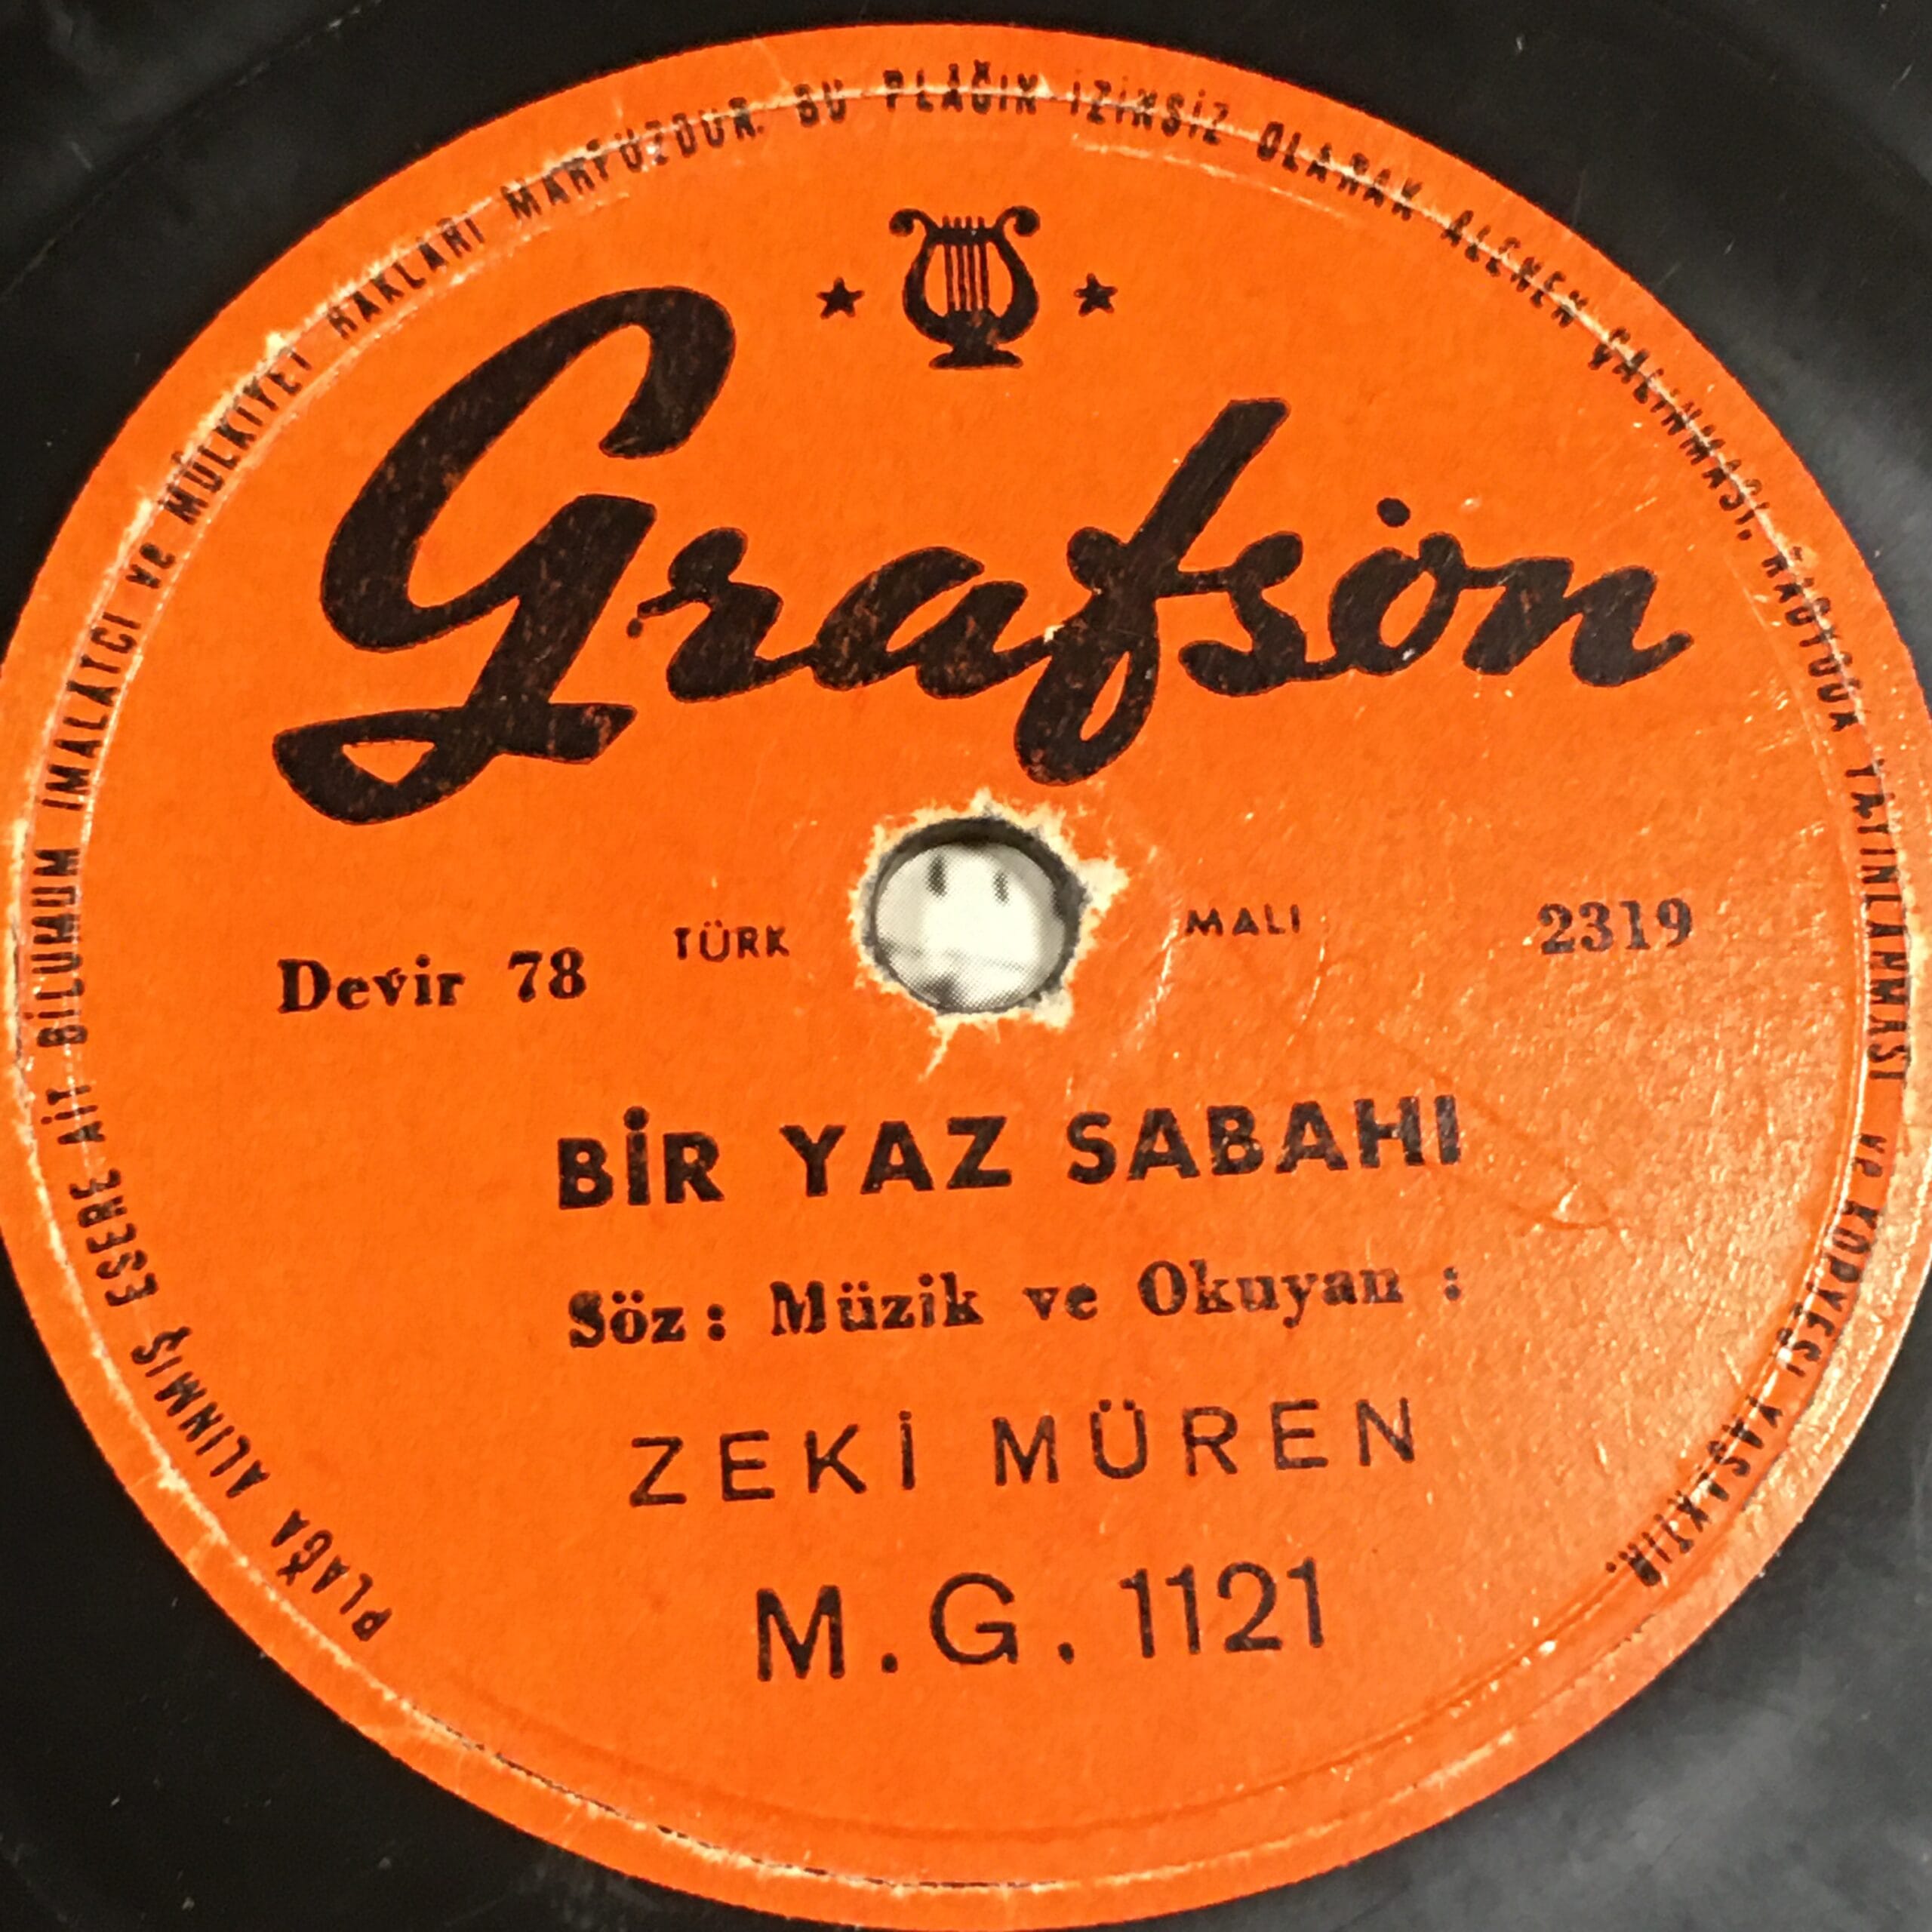 PLAĞA ALINMIŞ ESERE AİT BİLUMUM İMALATCI ve MÜLKİYET HAKLARI MAHFUZDUR. BU PLAĞIN İZİNSİZ OLARAK ALENEN ÇALINMASI, RADYODA YAYINLANMASI VE KOPYESİ YASAKTIR.
Grafson
Devir 78 TÜRK MALI 2319
BİR YAZ SABAHI
Söz: Müzik ve Okuyan :
ZEKİ MÜREN
M.G. 1121